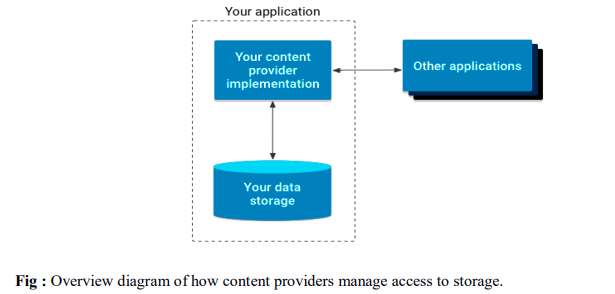 Your application
Your content
provider
implementation
Other applications
Your data
storage
Fig : Overview diagram of how content providers manage access to storage.